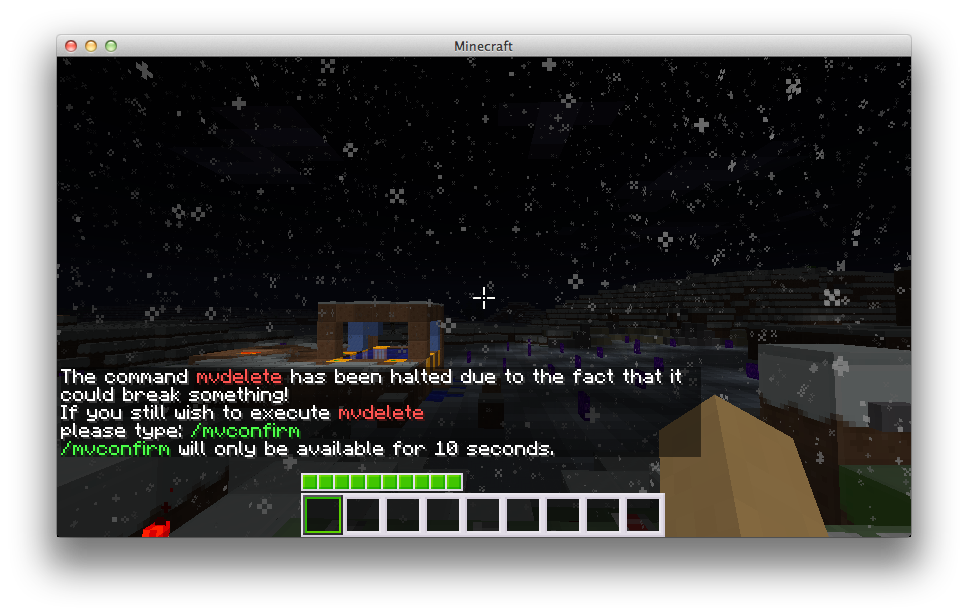 Minecraft
The command mvdelete has been halted due to the fact that it
could break something!
If you still wish to execute mvdelete
please type: /mvconfirm
/mvconfirm will only be available for 10 seconds.